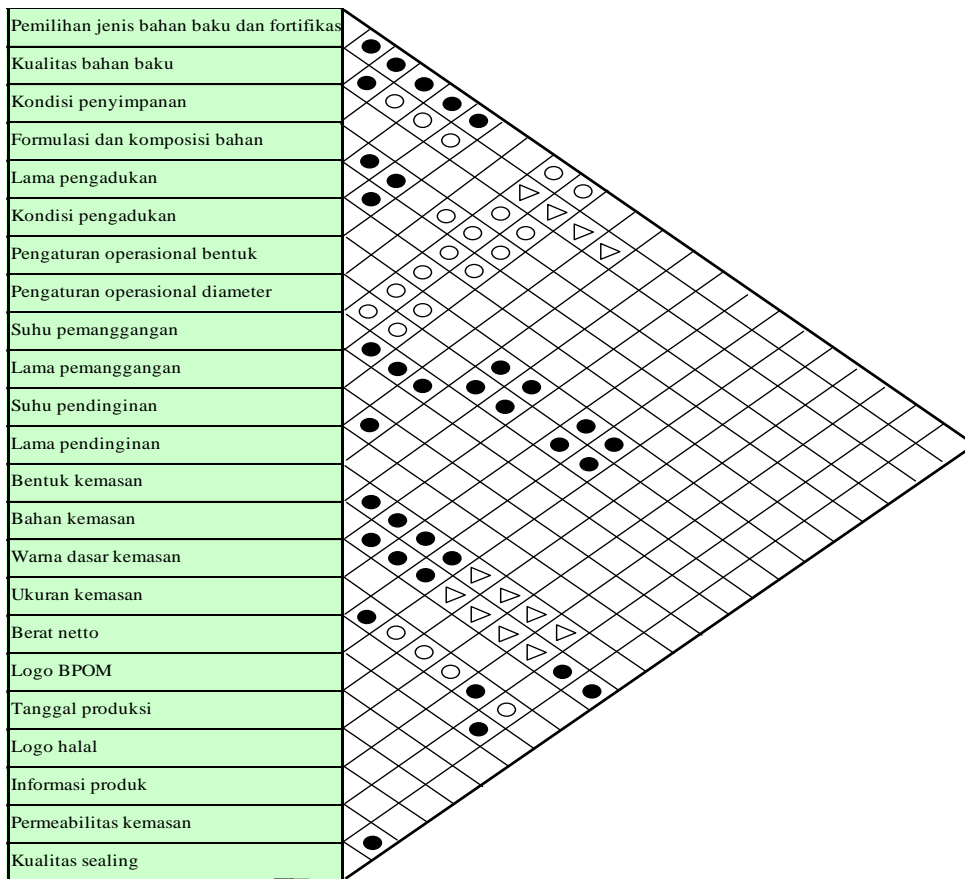 Pemilihan jenis bahan baku dan fortifikas
Kualitas bahan baku
Kondisi penyimpanan
Formulasi dan komposisi bahan
Lama pengadukan
Kondisi pengadukan
Pengaturan operasional bentuk
Pengaturan operasional diameter
Suhu pemanggangan
Lama pemanggangan
Suhu pendinginan
Lama pendinginan
Bentuk kemasan
Bahan kemasan
Warna dasar kemasan
Ukuran kemasan
Berat netto
Logo BPOM
Tanggal produksi
Logo halal
Informasi produk
Permeabilitas kemasan
Kualitas sealing